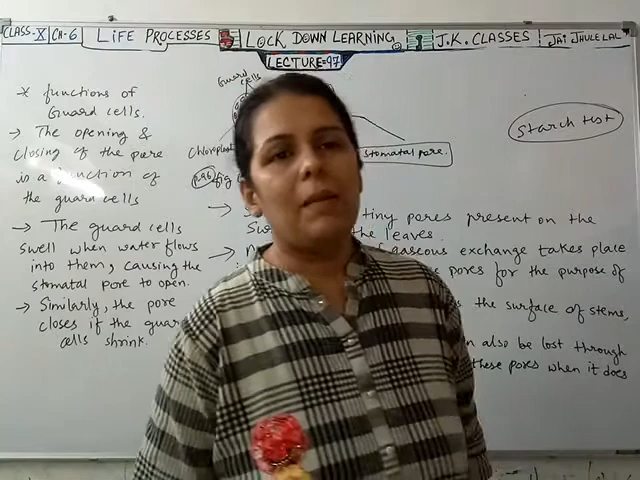 CLASS-X CH-6 LIFE PROCESSES LOCK DOWN LEARNING J.K. CLASSES JAI JHULELAL
LECTURE=97
* functions of
Guard cells.
→ The opening &
closing of the pore
is a function of
the guard cells
→ The guard cells
swell when water flows
into them, causing the
stomatal pore to open.
→ Similarly, the pore
closes if the guar
cells shrink.
Guard
cells
Chloroplast
stomatal pore.
p.96 fig
tiny pores present on the
the leaves.
gaseous exchange takes place
pores for the purpose of
the surface of stems,
also be lost through
these pores when it does
Starch test